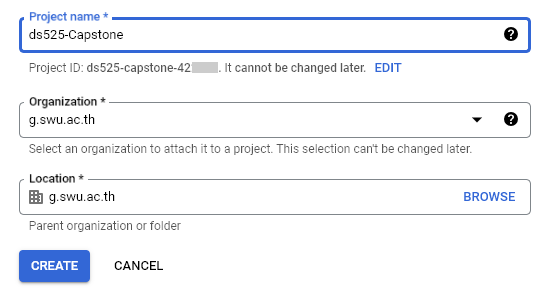 Project name *
ds525-Capstone
Project ID: ds525-capstone-42. It cannot be changed later. EDIT
Organization *
g.swu.ac.th
Select an organization to attach it to a project. This selection can't be changed later.
Location *
g.swu.ac.th BROWSE
Parent organization or folder
CREATE CANCEL